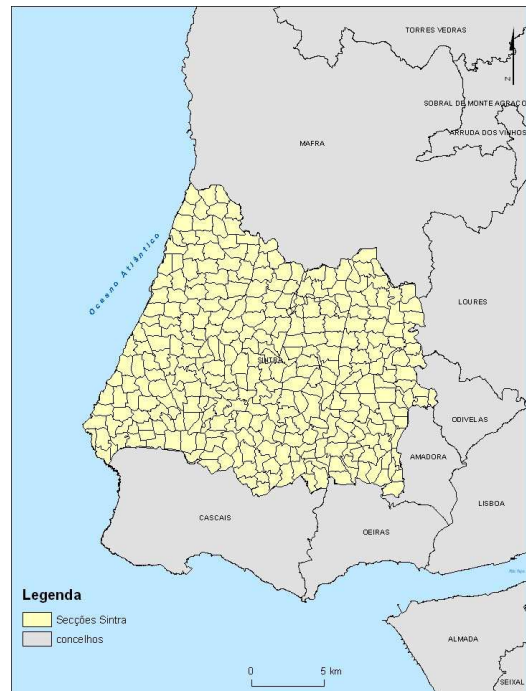 TORRES VEDRAS
N
SOBRAL DE MONTE AGRAÇO
ARRUDA DOS VINHOS
MAFRA
Oceano Atlântico
LOURES
SINTRA
ODIVELAS
AMADORA
LISBOA
CASCAIS
OEIRAS
Legenda
Secções Sintra
concelhos
ALMADA
0 5 km
SEIXAL